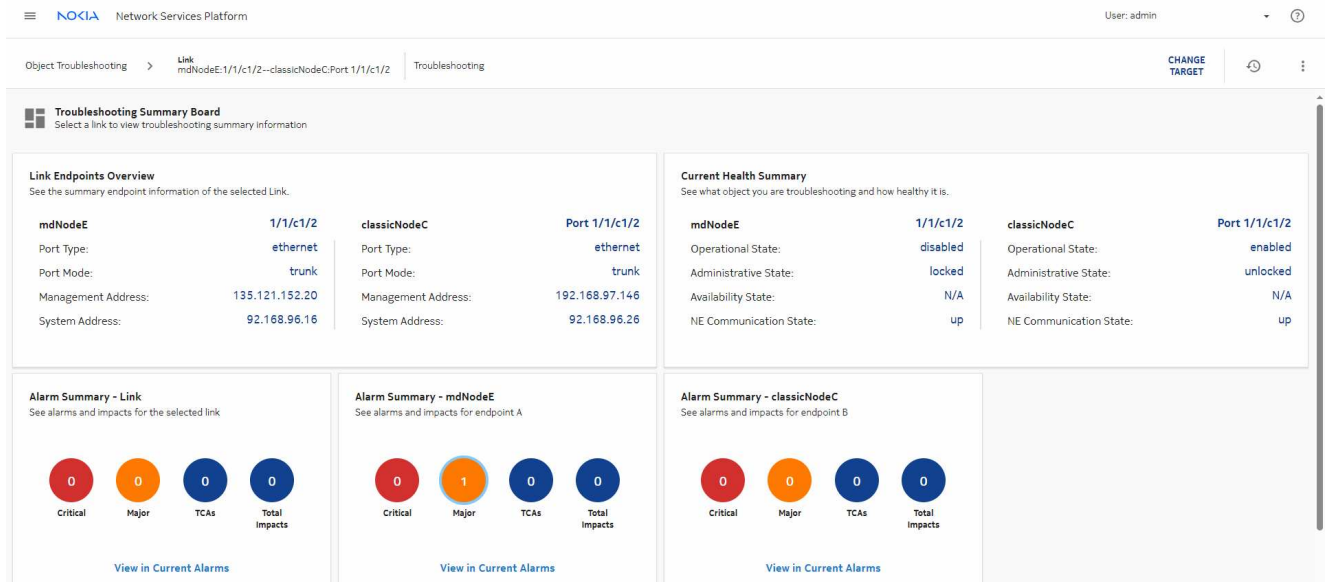 NOKIA Network Services Platform
User: admin
Object Troubleshooting > Link
mdNodeE:1/1/c1/2--classicNodeC:Port 1/1/c1/2
Troubleshooting
CHANGE
TARGET
Troubleshooting Summary Board
Select a link to view troubleshooting summary information
Link Endpoints Overview
See the summary endpoint information of the selected Link.
mdNodeE 1/1/c1/2
Port Type: ethernet
Port Mode: trunk
Management Address: 135.121.152.20
System Address: 92.168.96.16
classicNodeC Port 1/1/c1/2
Port Type: ethernet
Port Mode: trunk
Management Address: 192.168.97.146
System Address: 92.168.96.26
Current Health Summary
See what object you are troubleshooting and how healthy it is.
mdNodeE 1/1/c1/2
Operational State: disabled
Administrative State: locked
Availability State: N/A
NE Communication State: up
classicNodeC Port 1/1/c1/2
Operational State: enabled
Administrative State: unlocked
Availability State: N/A
NE Communication State: up
Alarm Summary - Link
See alarms and impacts for the selected link
0 0 0 0
Critical Major TCAs Total
Impacts
View in Current Alarms
Alarm Summary - mdNodeE
See alarms and impacts for endpoint A
0 1 0 0
Critical Major TCAs Total
Impacts
View in Current Alarms
Alarm Summary - classicNodeC
See alarms and impacts for endpoint B
0 0 0 0
Critical Major TCAs Total
Impacts
View in Current Alarms